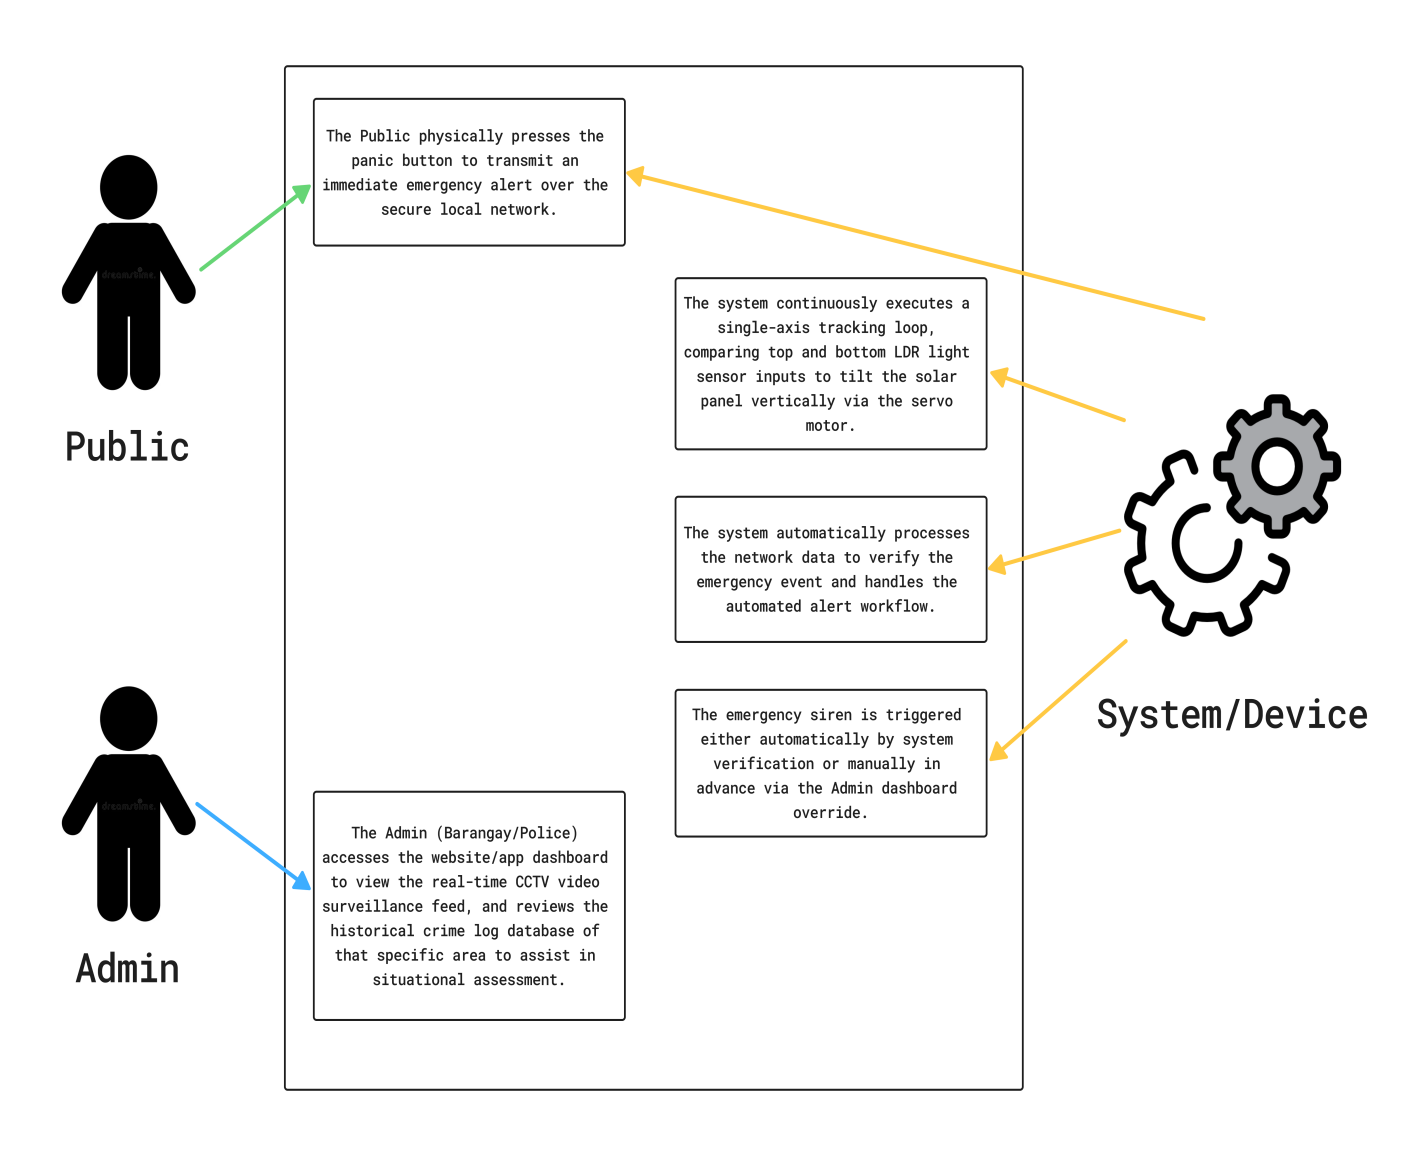 The Public physically presses the
panic button to transmit an
immediate emergency alert over the
secure local network.
The system continuously executes a
single-axis tracking loop,
comparing top and bottom LDR light
sensor inputs to tilt the solar
panel vertically via the servo
motor.
dreamstime
Public
The system automatically processes
the network data to verify the
emergency event and handles the
automated alert workflow.
System/Device
The emergency siren is triggered
either automatically by system
verification or manually in
advance via the Admin dashboard
override.
dreamstime
Admin
The Admin (Barangay/Police)
accesses the website/app dashboard
to view the real-time CCTV video
surveillance feed, and reviews the
historical crime log database of
that specific area to assist in
situational assessment.